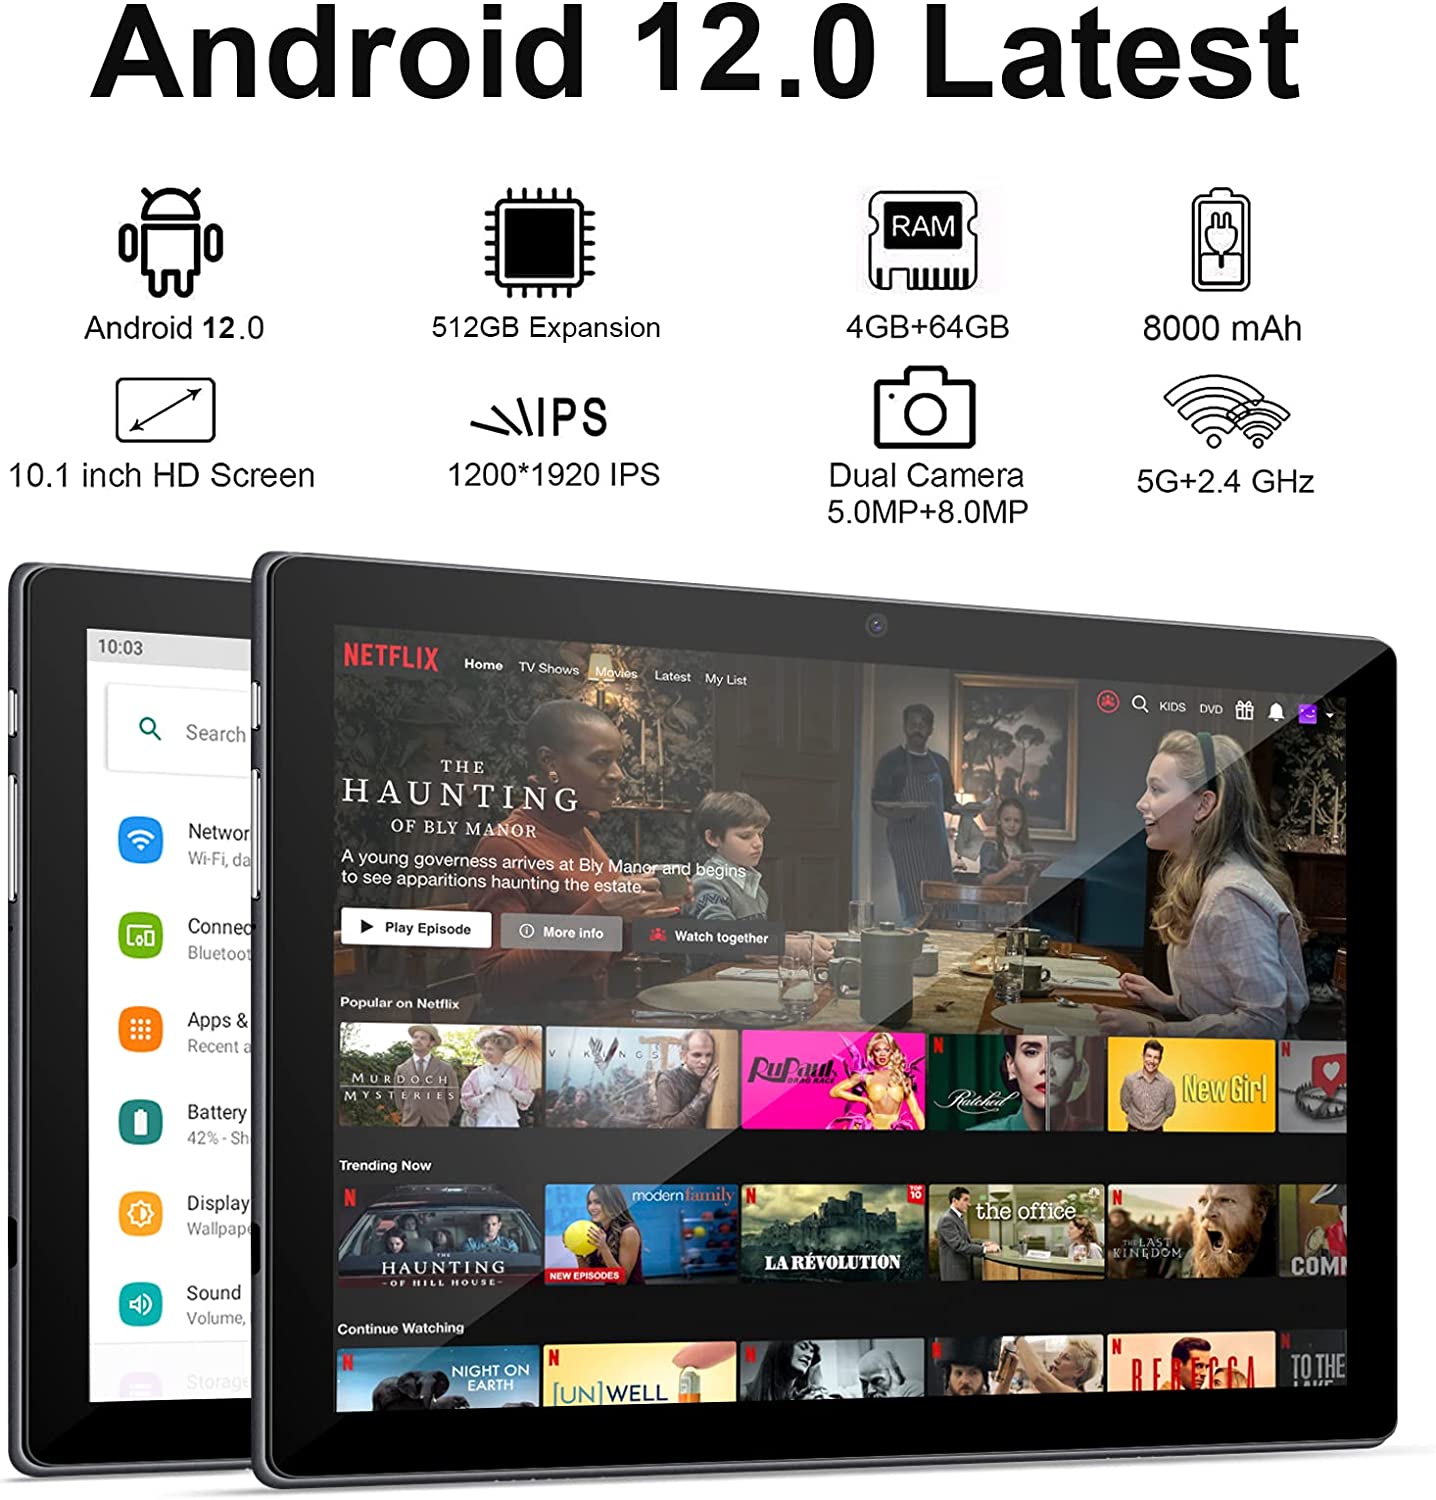 Android 12.0 Latest
RAM
Android 12.0
512GB Expansion
4GB+64GB
8000 mAh
IPS
10.1 inch HD Screen
1200*1920 IPS
Dual Camera
5.0MP+8.0MP
5G+2.4 GHz
10:03
Search
Networ
Wi-Fi, da
Connec
Bluetoot
Apps &
Recent a
Battery
42% - Sh
Display
Wallpape
Sound
Volume,
Storage
NETFLIX
Home
TV Shows
Movies
Latest
My List
KIDS
DVD
THE
HAUNTING
OF BLY MANOR
A young governess arrives at Bly Manor and begins
to see apparitions haunting the estate.
Play Episode
More info
Watch together
Popular on Netflix
MURDOCH
MYSTERIES
VIKINGS
RuPaul's
DRAG RACE
N
Ratched
New Girl
N
Trending Now
N
THE
HAUNTING
OF HILL HOUSE
modern family
NEW EPISODES
N
TOP
10
LA RÉVOLUTION
the office
N
THE LAST
KINGDOM
COMM
Continue Watching
N
NIGHT ON
EARTH
N
[UN]WELL
N
N
N
REBECCA
N
TO THE
LAKE